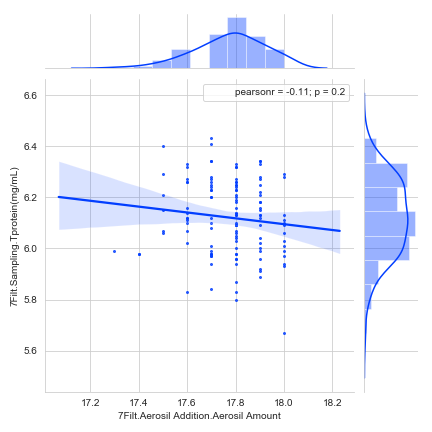 pearsonr = -0.11; p = 0.2
6.6
6.4
6.2
6.0
5.8
5.6
7Filt.Sampling.Tprotein(mg/mL)
17.2 17.4 17.6 17.8 18.0 18.2
7Filt.Aerosil Addition.Aerosil Amount